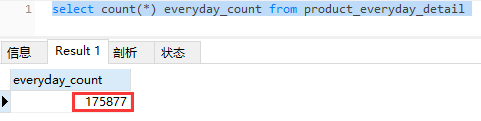 1 select count(*) everyday_count from product_everyday_detail
信息 Result 1 剖析 状态
everyday_count
175877